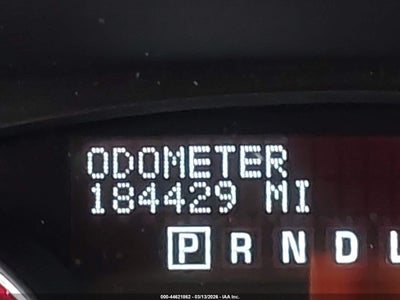 ODOMETER
184429 MI
P R N D L
000-44621862 - 03/13/2026 - IAA Inc.